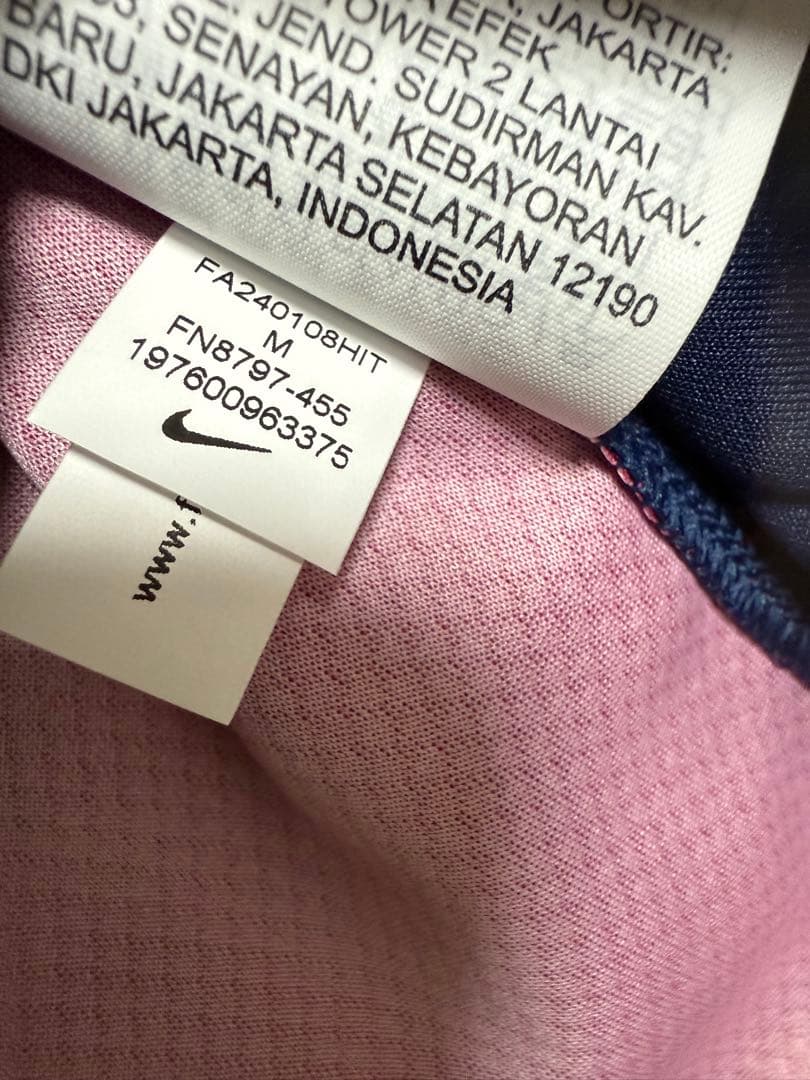 ORTIR:
JAKARTA
EFEK
TOWER 2 LANTAI
JEND. SUDIRMAN KAV.
SENAYAN, KEBAYORAN
BARU, JAKARTA SELATAN 12190
DKI JAKARTA, INDONESIA
FA240108HIT
M
FN8797-455
197600963375
www.f